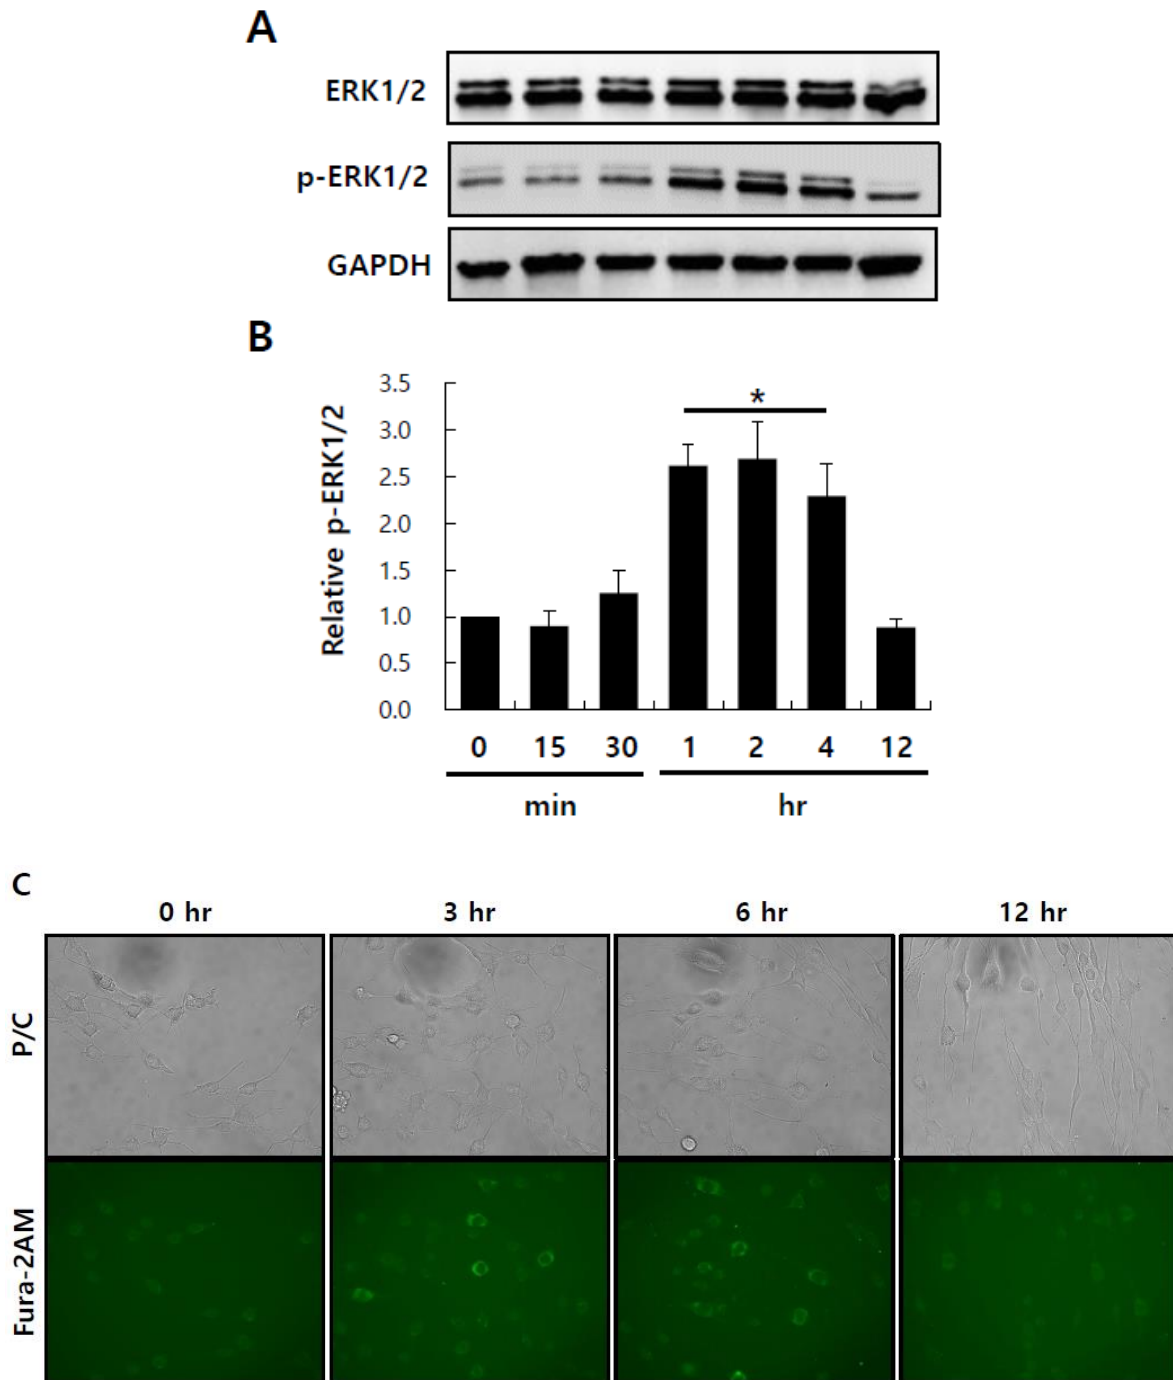 A
ERK1/2
p-ERK1/2
GAPDH
B
Relative p-ERK1/2
3.5
3.0
2.5
2.0
1.5
1.0
0.5
0.0
*
0 15 30 1 2 4 12
min hr
C
0 hr 3 hr 6 hr 12 hr
P/C
Fura-2AM